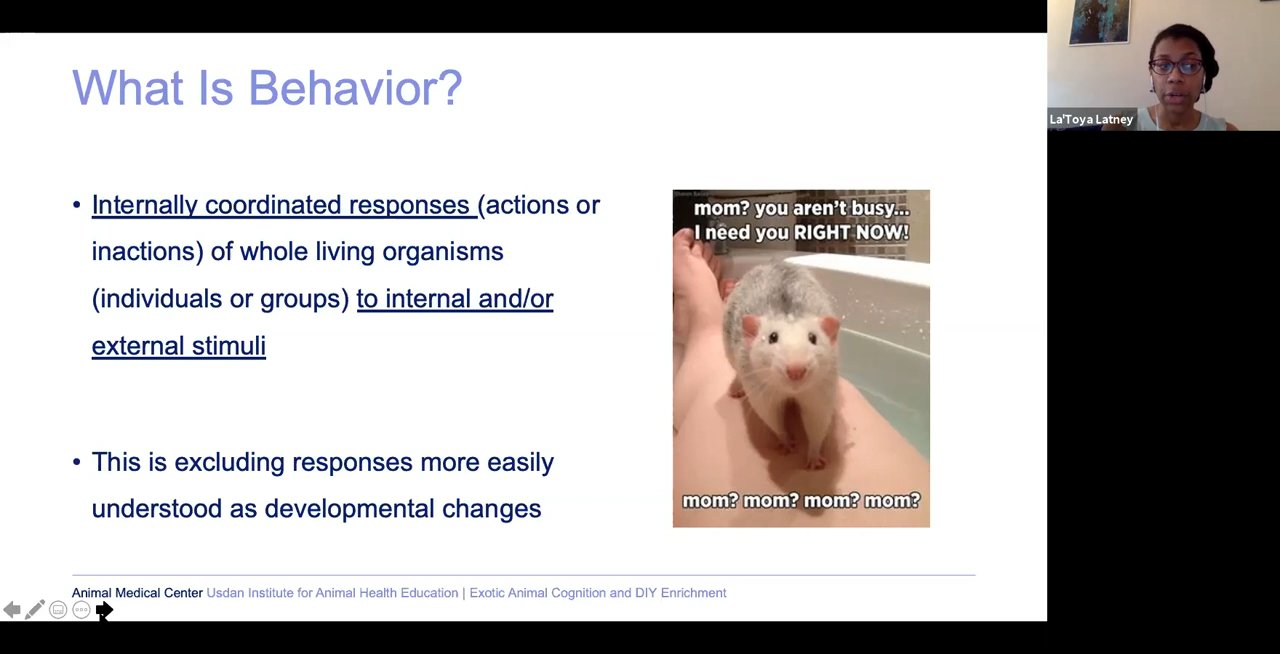 What Is Behavior?
• Internally coordinated responses (actions or
inactions) of whole living organisms
(individuals or groups) to internal and/or
external stimuli
• This is excluding responses more easily
understood as developmental changes
mom? you aren't busy...
I need you RIGHT NOW!
mom? mom? mom? mom?
Animal Medical Center Usdan Institute for Animal Health Education | Exotic Animal Cognition and DIY Enrichment
La'Toya Latney